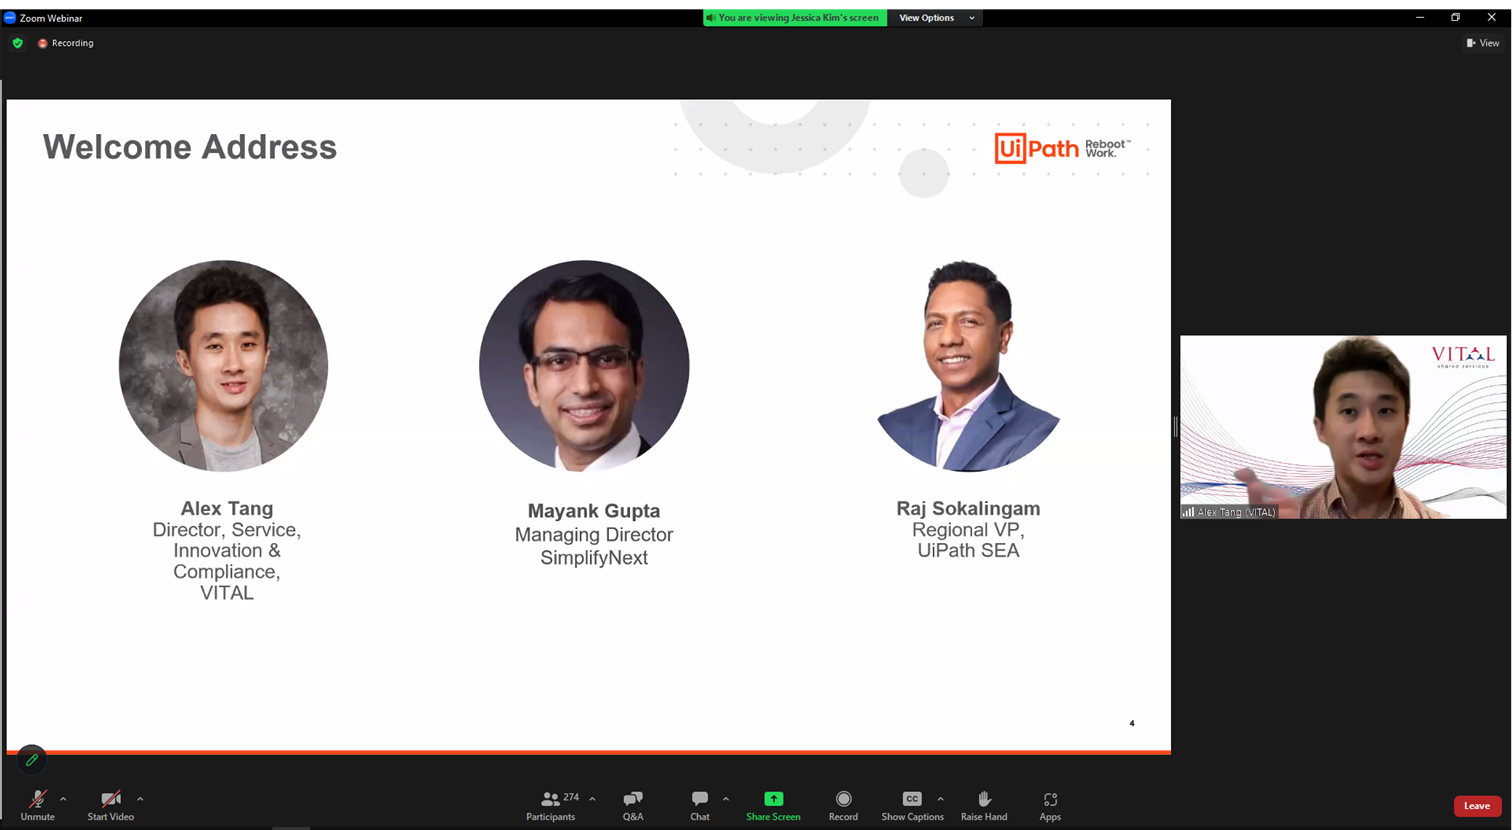 Zoom Webinar
You are viewing Jessica Kim's screen
View Options
Recording
View
Welcome Address
UiPath
Reboot™
Work.
Alex Tang
Director, Service,
Innovation &
Compliance,
VITAL
Mayank Gupta
Managing Director
SimplifyNext
Raj Sokalingam
Regional VP,
UiPath SEA
4
VITAL
shared services
Alex Tang (VITAL)
Unmute
Start Video
274
Participants
Q&A
Chat
Share Screen
Record
CC
Show Captions
Raise Hand
Apps
Leave